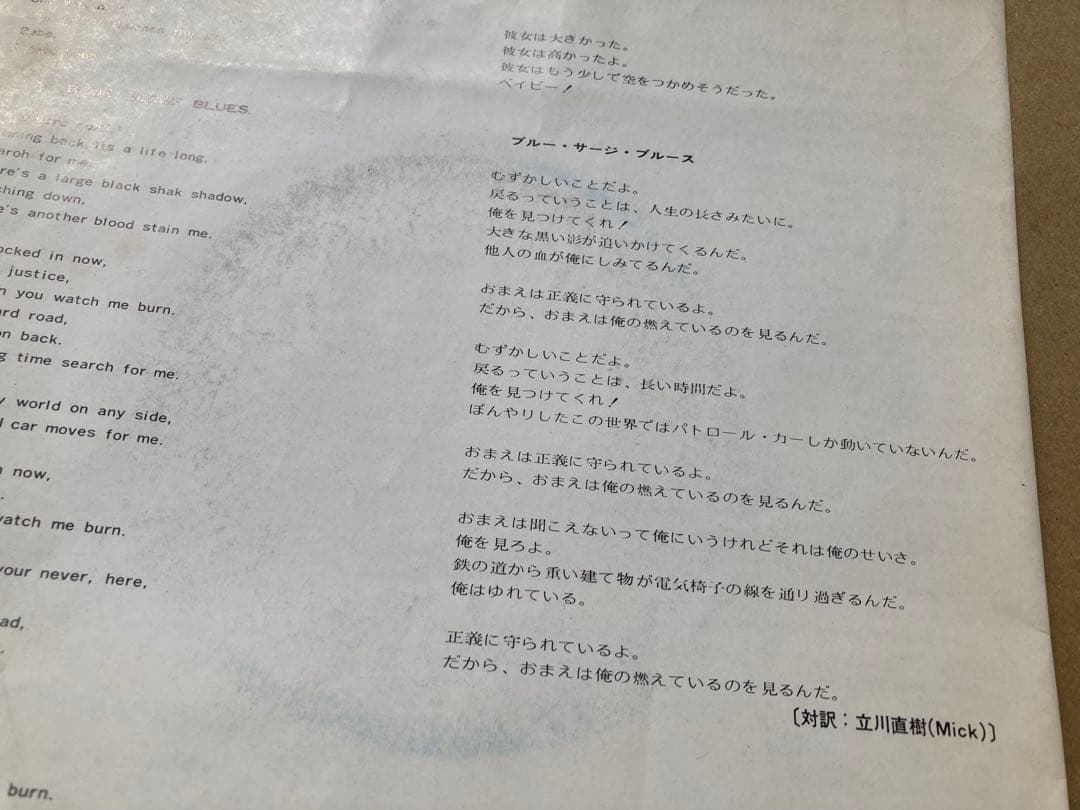 Babe,
BLUES.
back, its a life long,
for me.
a large black shak shadow,
down,
another blood stain me.
in now,
justice,
you watch me burn.
road,
back.
time search for me.
world on any side,
car moves for me.
now,
watch me burn.
your never, here,
burn.
彼女は大きかった。
彼女は高かったよ。
彼女はもう少しで空をつかめそうだった。
ベイビー！
ブルー・サージ・ブルース
むずかしいことだよ。
戻るっていうことは、人生の長さみたいに。
俺を見つけてくれ！
大きな黒い影が追いかけてくるんだ。
他人の血が俺にしみてるんだ。
おまえは正義に守られているよ。
だから、おまえは俺の燃えているのを見るんだ。
むずかしいことだよ。
戻るっていうことは、長い時間だよ。
俺を見つけてくれ！
ぼんやりしたこの世界ではパトロール・カーしか動いていないんだ。
おまえは正義に守られているよ。
だから、おまえは俺の燃えているのを見るんだ。
おまえは聞こえないって俺にいうけれどそれは俺のせいさ。
俺を見ろよ。
鉄の道から重い建て物が電気椅子の線を通り過ぎるんだ。
俺はゆれている。
正義に守られているよ。
だから、おまえは俺の燃えているのを見るんだ。
〔対訳：立川直樹(Mick)〕